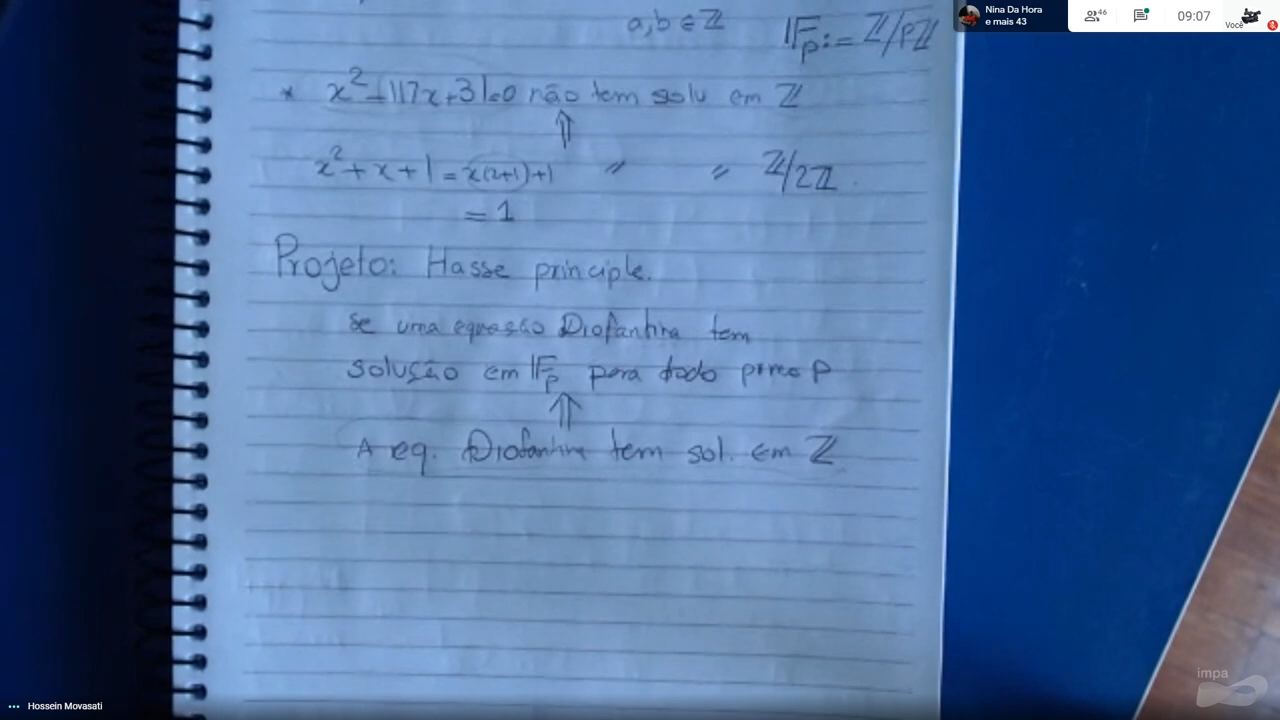 Nina Da Hora
e mais 43
46
09:07
Você
a,b ∈ ℤ
𝔽p := ℤ/pℤ
* x² - 117x + 31 = 0 não tem solu em ℤ
⇑
x² + x + 1 = x(x+1)+1 〃 〃 ℤ/2ℤ.
= 1
Projeto: Hasse principle.
Se uma equação Diofantina tem
solução em 𝔽p para todo primo p
⇑
A eq. Diofantina tem sol. em ℤ
impa
Hossein Movasati